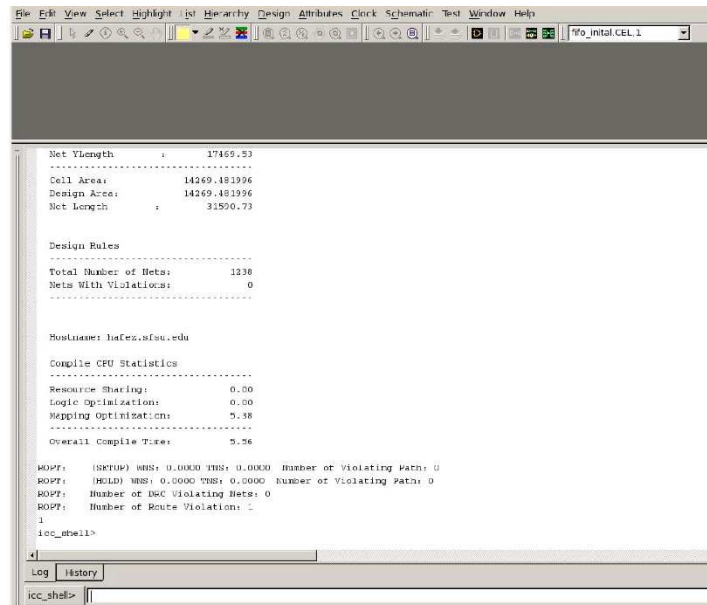 File Edit View Select Highlight List Hierarchy Design Attributes Clock Schematic Test Window Help
fifo_inital.CEL;1
Net YLength : 17469.53
-----------------------------------
Cell Area: 14269.481996
Design Area: 14269.481996
Net Length : 31590.73
Design Rules
-----------------------------------
Total Number of Nets: 1238
Nets With Violations: 0
-----------------------------------
Hostname: hafez.sfsu.edu
Compile CPU Statistics
-----------------------------------
Resource Sharing: 0.00
Logic Optimization: 0.00
Mapping Optimization: 5.38
-----------------------------------
Overall Compile Time: 5.56
ROPT: (SETUP) WNS: 0.0000 TNS: 0.0000 Number of Violating Path: 0
ROPT: (HOLD) WNS: 0.0000 TNS: 0.0000 Number of Violating Path: 0
ROPT: Number of DRC Violating Nets: 0
ROPT: Number of Route Violation: 1
1
icc_shell>
Log History
icc_shell>